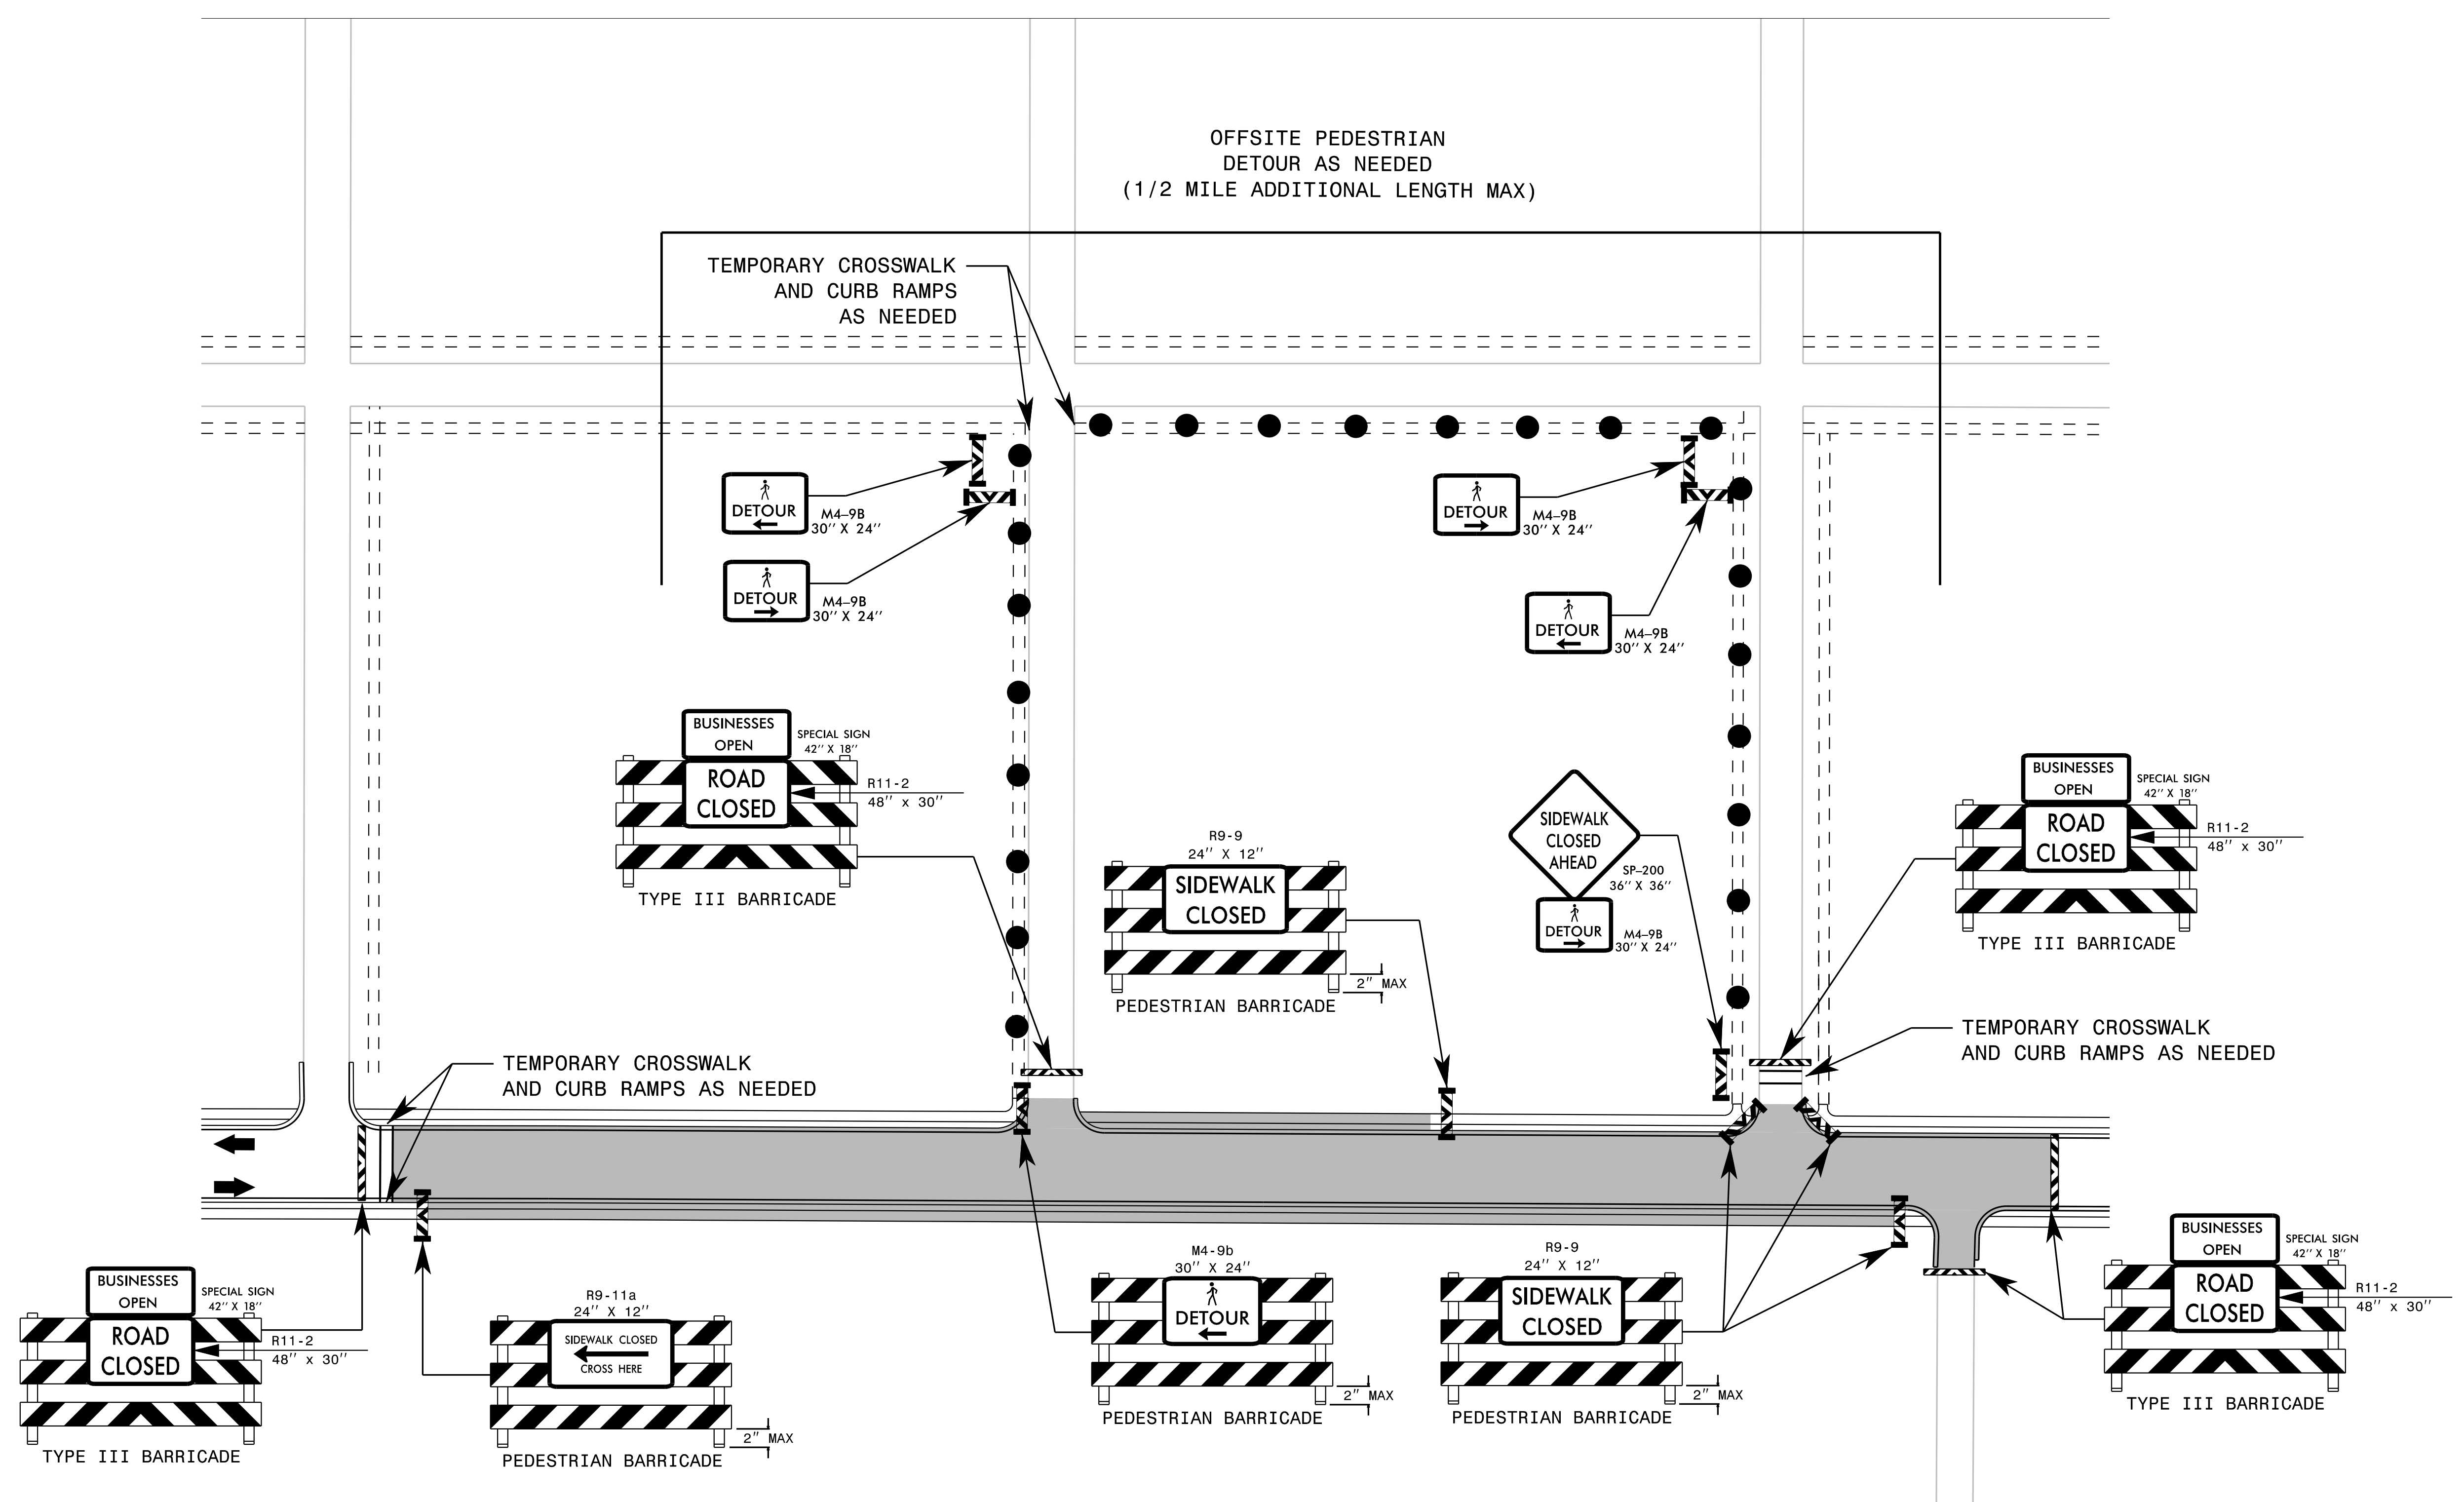 OFFSITE PEDESTRIAN
DETOUR AS NEEDED
(1/2 MILE ADDITIONAL LENGTH MAX)
TEMPORARY CROSSWALK
AND CURB RAMPS
AS NEEDED
DETOUR
M4–9B
30'' X 24''
DETOUR
M4–9B
30'' X 24''
DETOUR
M4–9B
30'' X 24''
DETOUR
M4–9B
30'' X 24''
BUSINESSES
OPEN
SPECIAL SIGN
42'' X 18''
ROAD
CLOSED
R11-2
48'' x 30''
TYPE III BARRICADE
R9-9
24'' X 12''
SIDEWALK
CLOSED
2" MAX
PEDESTRIAN BARRICADE
SIDEWALK
CLOSED
AHEAD
SP–200
36'' X 36''
DETOUR
M4–9B
30'' X 24''
BUSINESSES
OPEN
SPECIAL SIGN
42'' X 18''
ROAD
CLOSED
R11-2
48'' x 30''
TYPE III BARRICADE
TEMPORARY CROSSWALK
AND CURB RAMPS AS NEEDED
TEMPORARY CROSSWALK
AND CURB RAMPS AS NEEDED
BUSINESSES
OPEN
SPECIAL SIGN
42'' X 18''
ROAD
CLOSED
R11-2
48'' x 30''
TYPE III BARRICADE
R9-11a
24'' X 12''
SIDEWALK CLOSED
CROSS HERE
2" MAX
PEDESTRIAN BARRICADE
M4-9b
30'' X 24''
DETOUR
2" MAX
PEDESTRIAN BARRICADE
R9-9
24'' X 12''
SIDEWALK
CLOSED
2" MAX
PEDESTRIAN BARRICADE
BUSINESSES
OPEN
SPECIAL SIGN
42'' X 18''
ROAD
CLOSED
R11-2
48'' x 30''
TYPE III BARRICADE